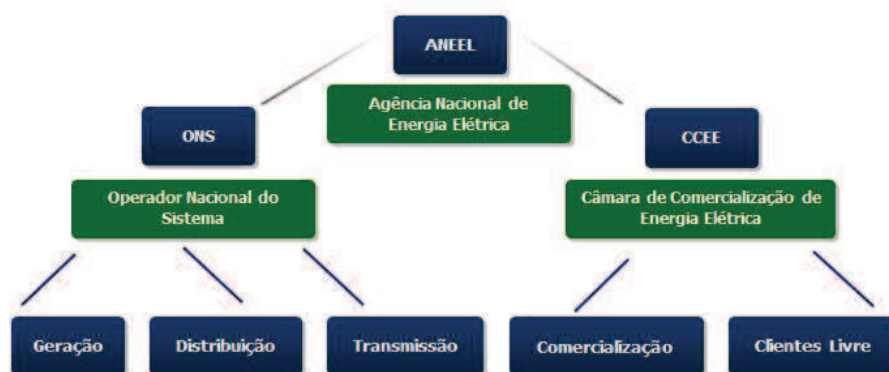 ANEEL
Agência Nacional de
Energia Elétrica
ONS
CCEE
Operador Nacional do
Sistema
Câmara de Comercialização de
Energia Elétrica
Geração
Distribuição
Transmissão
Comercialização
Clientes Livre